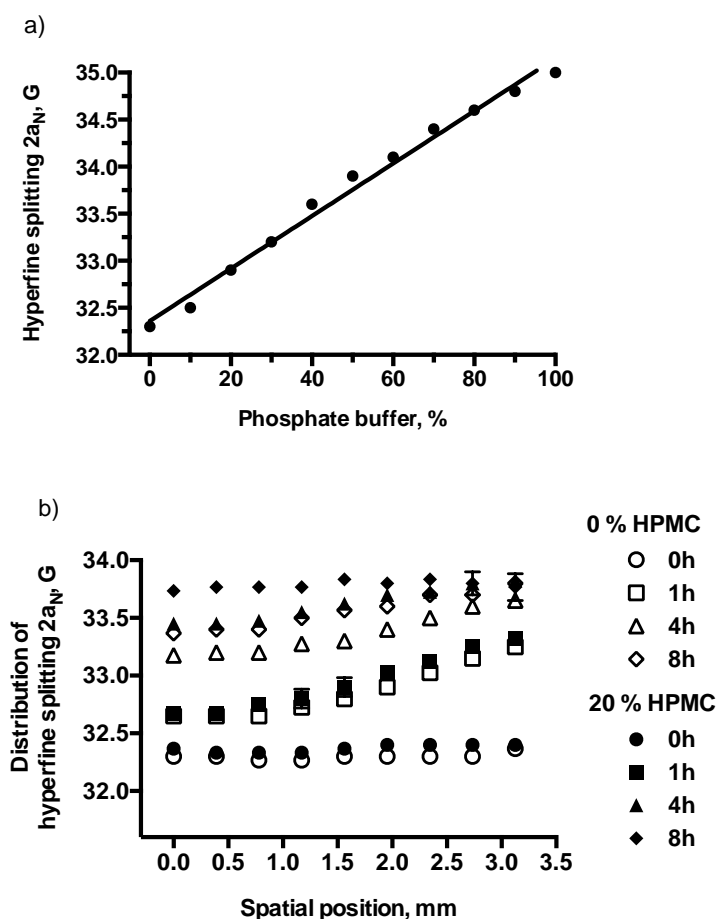 a)
Hyperfine splitting 2aN, G
35.0
34.5
34.0
33.5
33.0
32.5
32.0
0 20 40 60 80 100
Phosphate buffer, %
b)
Distribution of
hyperfine splitting 2aN, G
34.0
33.5
33.0
32.5
32.0
0.0 0.5 1.0 1.5 2.0 2.5 3.0 3.5
Spatial position, mm
0 % HPMC
0h
1h
4h
8h
20 % HPMC
0h
1h
4h
8h